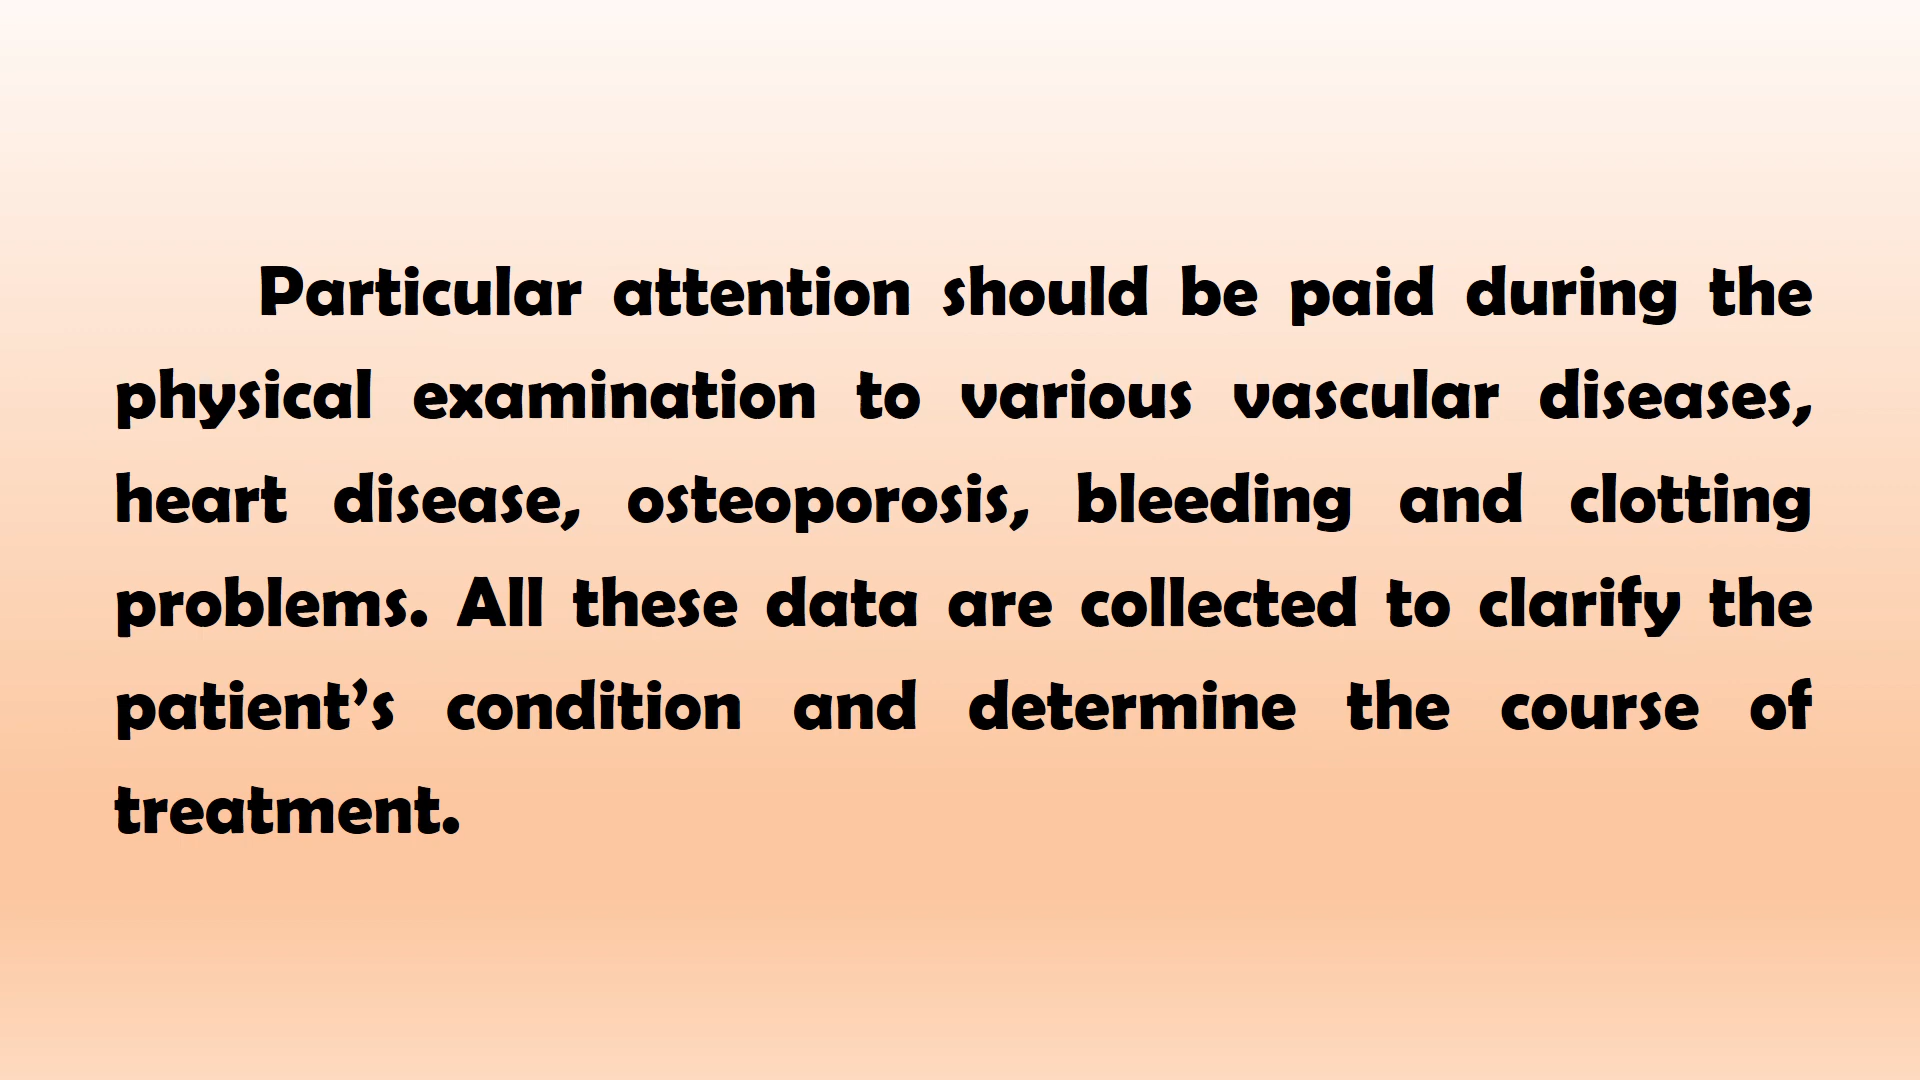 Particular attention should be paid during the
physical examination to various vascular diseases,
heart disease, osteoporosis, bleeding and clotting
problems. All these data are collected to clarify the
patient’s condition and determine the course of
treatment.